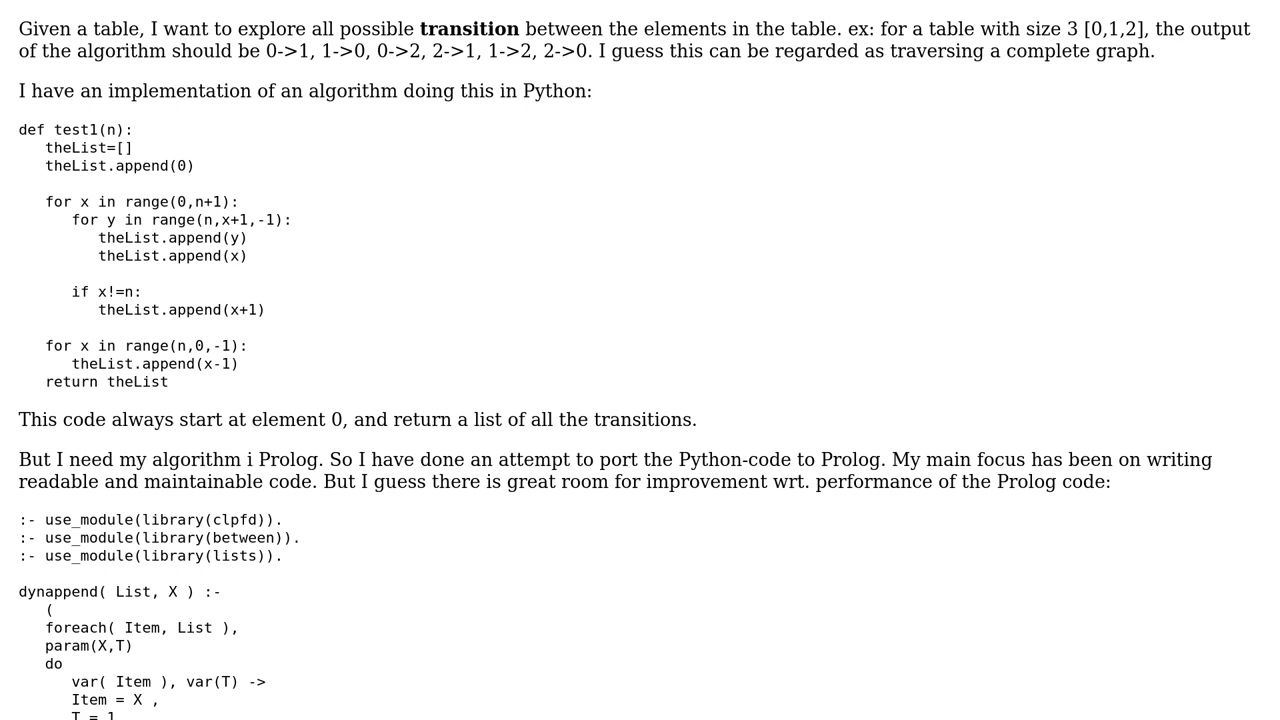 Given a table, I want to explore all possible transition between the elements in the table. ex: for a table with size 3 [0,1,2], the output
of the algorithm should be 0->1, 1->0, 0->2, 2->1, 1->2, 2->0. I guess this can be regarded as traversing a complete graph.
I have an implementation of an algorithm doing this in Python:
def test1(n):
   theList=[]
   theList.append(0)
   for x in range(0,n+1):
      for y in range(n,x+1,-1):
         theList.append(y)
         theList.append(x)
      if x!=n:
         theList.append(x+1)
   for x in range(n,0,-1):
      theList.append(x-1)
   return theList
This code always start at element 0, and return a list of all the transitions.
But I need my algorithm i Prolog. So I have done an attempt to port the Python-code to Prolog. My main focus has been on writing
readable and maintainable code. But I guess there is great room for improvement wrt. performance of the Prolog code:
:- use_module(library(clpfd)).
:- use_module(library(between)).
:- use_module(library(lists)).
dynappend( List, X ) :-
   (
   foreach( Item, List ),
   param(X,T)
   do
      var( Item ), var(T) ->
      Item = X ,
      T = 1